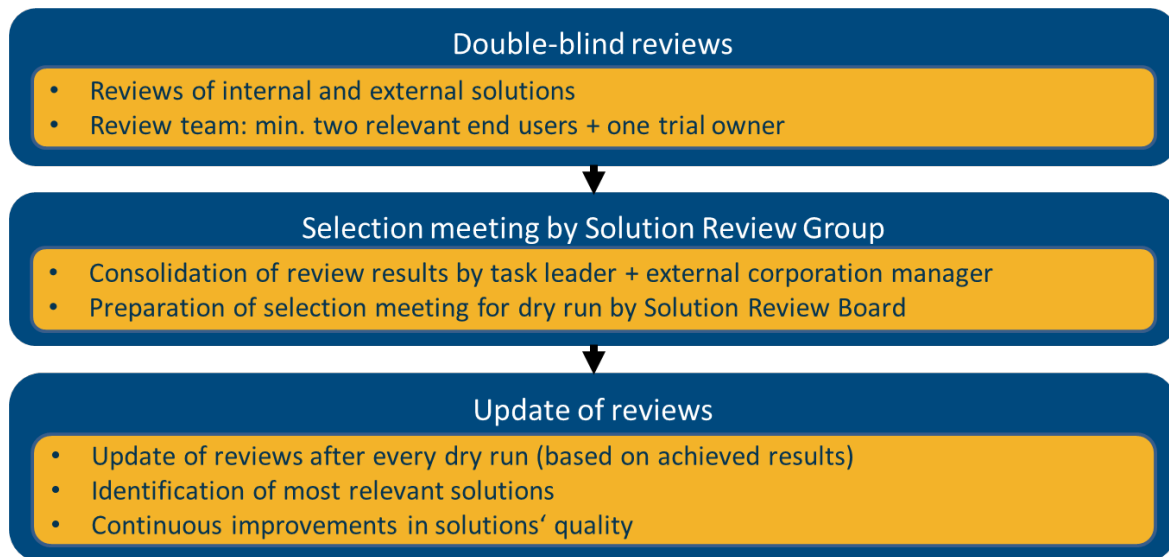 Double-blind reviews
• Reviews of internal and external solutions
• Review team: min. two relevant end users + one trial owner
Selection meeting by Solution Review Group
• Consolidation of review results by task leader + external corporation manager
• Preparation of selection meeting for dry run by Solution Review Board
Update of reviews
• Update of reviews after every dry run (based on achieved results)
• Identification of most relevant solutions
• Continuous improvements in solutions‘ quality